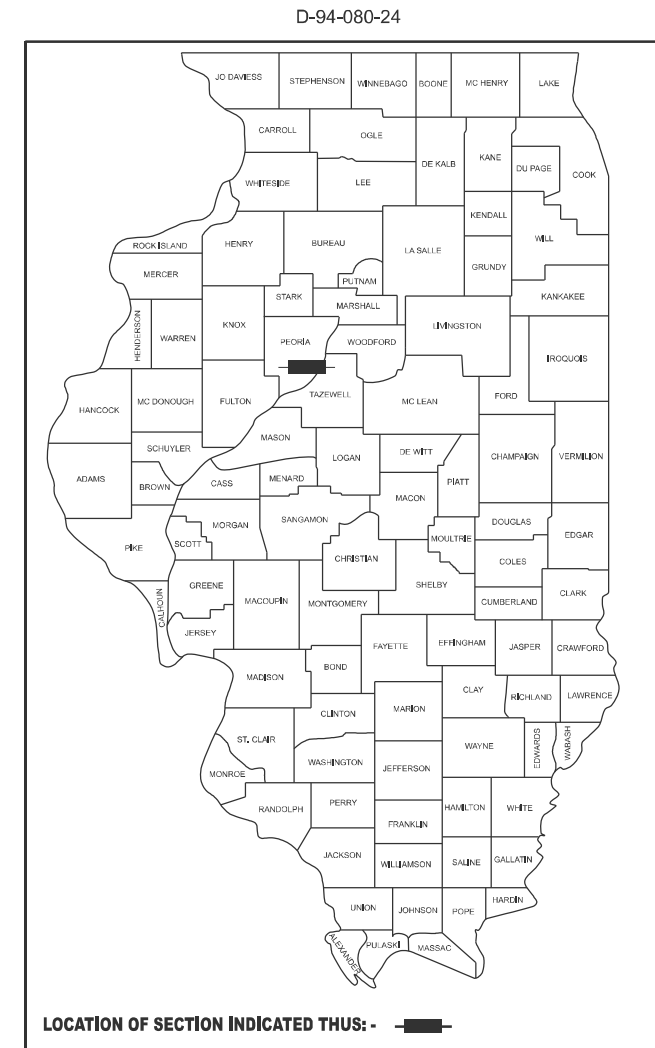 D-94-080-24
JO DAVIESS
STEPHENSON
WINNEBAGO
BOONE
MC HENRY
LAKE
CARROLL
OGLE
DE KALB
KANE
DU PAGE
COOK
WHITESIDE
LEE
KENDALL
WILL
ROCK ISLAND
HENRY
BUREAU
LA SALLE
GRUNDY
MERCER
PUTNAM
STARK
MARSHALL
KANKAKEE
HENDERSON
WARREN
KNOX
PEORIA
WOODFORD
LIVINGSTON
IROQUOIS
HANCOCK
MC DONOUGH
FULTON
TAZEWELL
MC LEAN
FORD
MASON
SCHUYLER
LOGAN
DE WITT
CHAMPAIGN
VERMILION
ADAMS
BROWN
CASS
MENARD
PIATT
MACON
MORGAN
SANGAMON
DOUGLAS
PIKE
SCOTT
CHRISTIAN
MOULTRIE
EDGAR
COLES
GREENE
SHELBY
CALHOUN
MACOUPIN
MONTGOMERY
CUMBERLAND
CLARK
JERSEY
FAYETTE
EFFINGHAM
JASPER
CRAWFORD
MADISON
BOND
CLAY
RICHLAND
LAWRENCE
CLINTON
MARION
ST. CLAIR
WAYNE
EDWARDS
WABASH
WASHINGTON
JEFFERSON
MONROE
RANDOLPH
PERRY
HAMILTON
WHITE
FRANKLIN
JACKSON
WILLIAMSON
SALINE
GALLATIN
UNION
JOHNSON
POPE
HARDIN
ALEXANDER
PULASKI
MASSAC
LOCATION OF SECTION INDICATED THUS: -